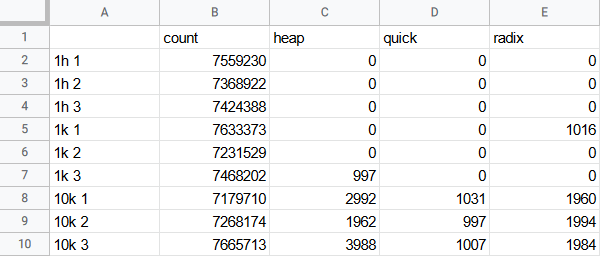 A B C D E
1 count heap quick radix
2 1h 1 7559230 0 0 0
3 1h 2 7368922 0 0 0
4 1h 3 7424388 0 0 0
5 1k 1 7633373 0 0 1016
6 1k 2 7231529 0 0 0
7 1k 3 7468202 997 0 0
8 10k 1 7179710 2992 1031 1960
9 10k 2 7268174 1962 997 1994
10 10k 3 7665713 3988 1007 1984